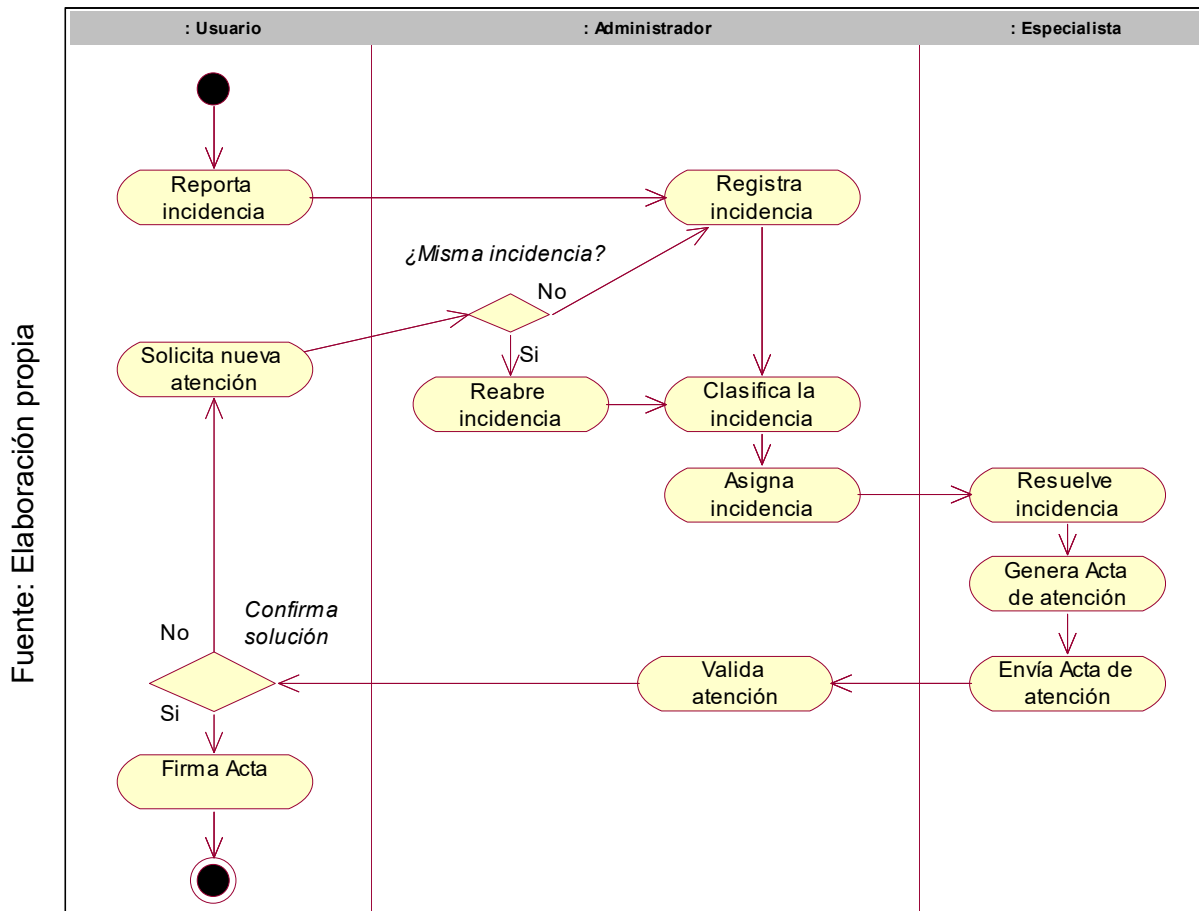 : Usuario
: Administrador
: Especialista
Reporta
incidencia
Registra
incidencia
¿Misma incidencia?
No
Si
Solicita nueva
atención
Reabre
incidencia
Clasifica la
incidencia
Asigna
incidencia
Resuelve
incidencia
Genera Acta
de atención
Envía Acta de
atención
Valida
atención
Confirma
solución
No
Si
Firma Acta
Fuente: Elaboración propia